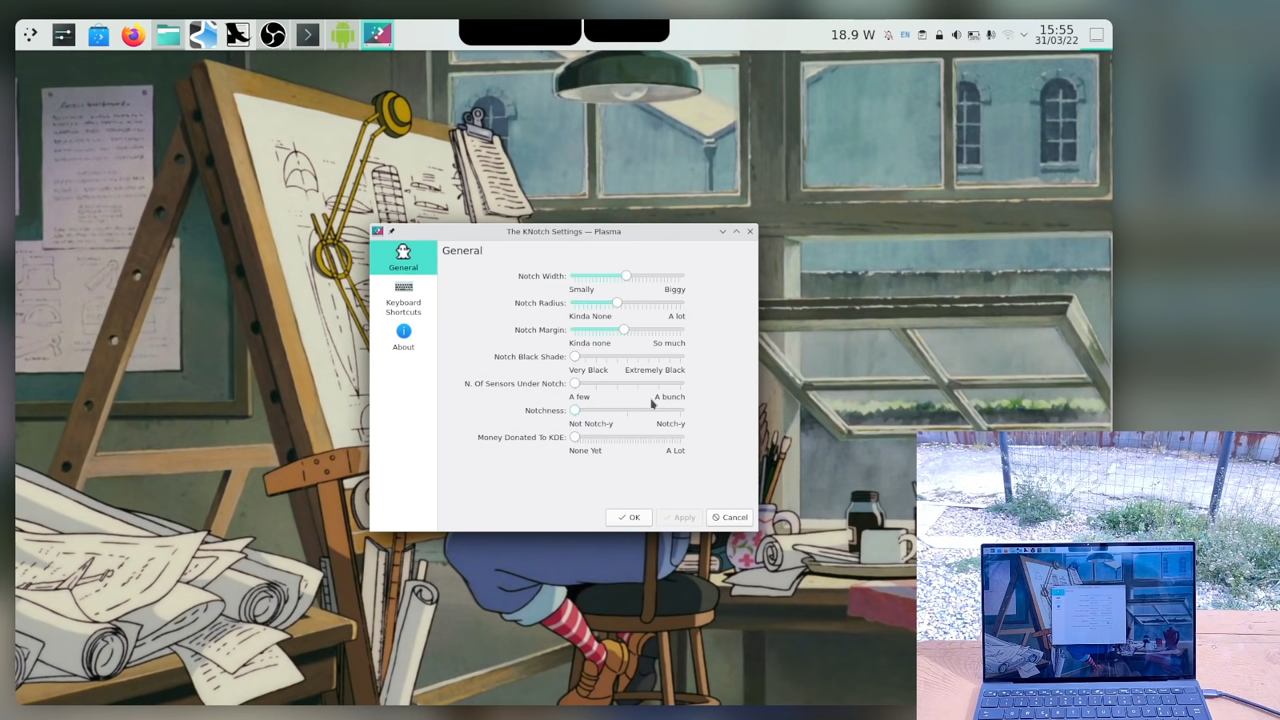 18.9 W
EN
15:55
31/03/22
The KNotch Settings — Plasma
General
General
Keyboard
Shortcuts
About
Notch Width:
Smally Biggy
Notch Radius:
Kinda None A lot
Notch Margin:
Kinda none So much
Notch Black Shade:
Very Black Extremely Black
N. Of Sensors Under Notch:
A few A bunch
Notchness:
Not Notch-y Notch-y
Money Donated To KDE:
None Yet A Lot
OK Apply Cancel